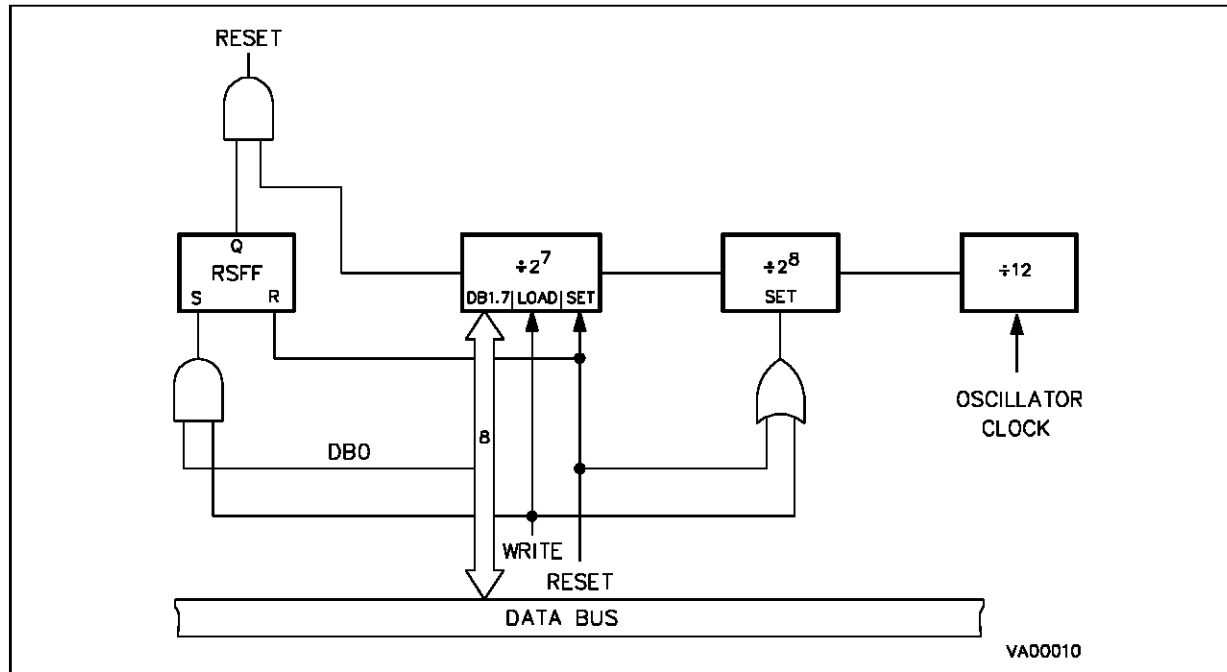 RESET
Q
RSFF
S R
÷2⁷
DB1.7 LOAD SET
÷2⁸
SET
÷12
OSCILLATOR
CLOCK
8
DB0
WRITE
RESET
DATA BUS
VA00010